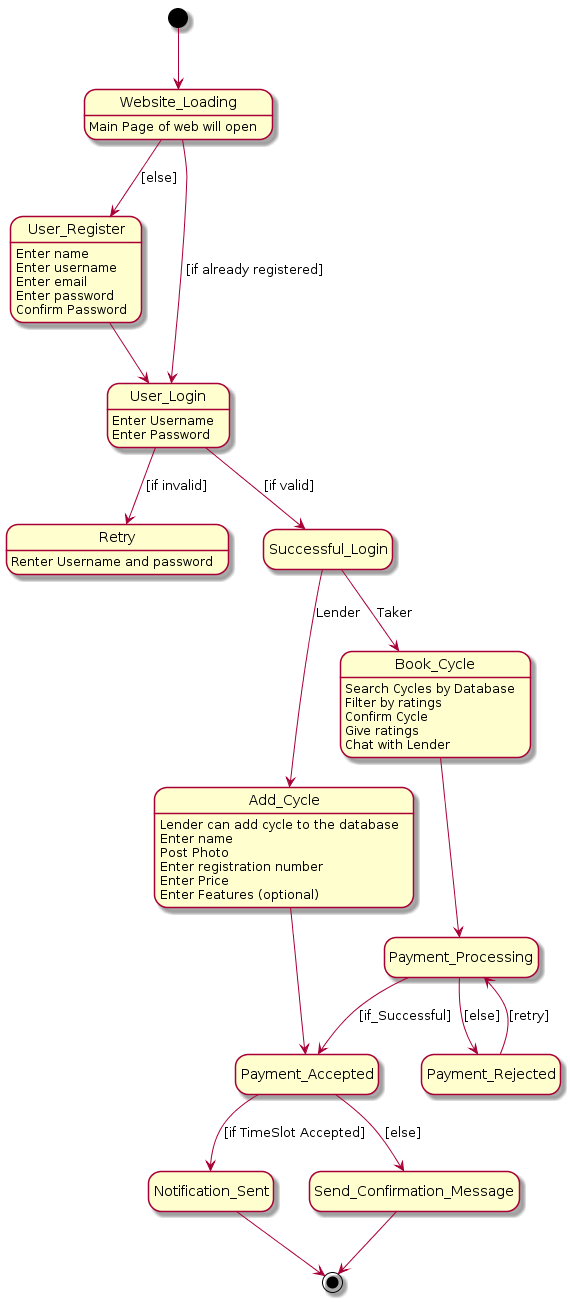 Website_Loading
Main Page of web will open
[else]
User_Register
Enter name
Enter username
Enter email
Enter password
Confirm Password
[if already registered]
User_Login
Enter Username
Enter Password
[if invalid]
[if valid]
Retry
Renter Username and password
Successful_Login
Lender
Taker
Book_Cycle
Search Cycles by Database
Filter by ratings
Confirm Cycle
Give ratings
Chat with Lender
Add_Cycle
Lender can add cycle to the database
Enter name
Post Photo
Enter registration number
Enter Price
Enter Features (optional)
Payment_Processing
[if_Successful]
[else]
[retry]
Payment_Accepted
Payment_Rejected
[if TimeSlot Accepted]
[else]
Notification_Sent
Send_Confirmation_Message